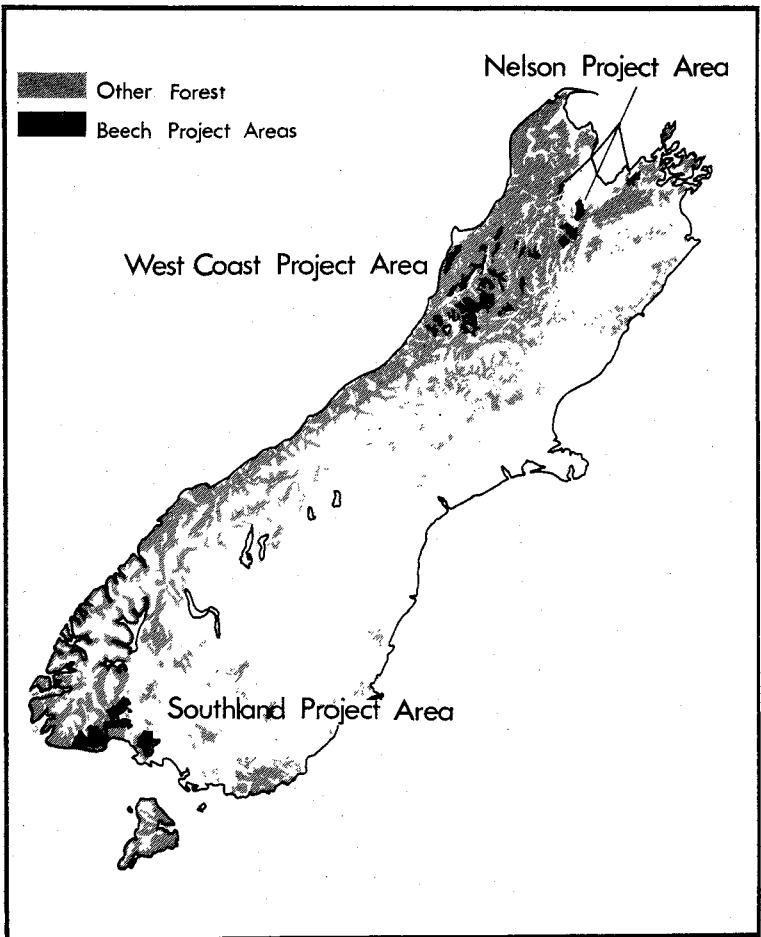 Nelson Project Area
Other Forest
Beech Project Areas
West Coast Project Area
Southland Project Area